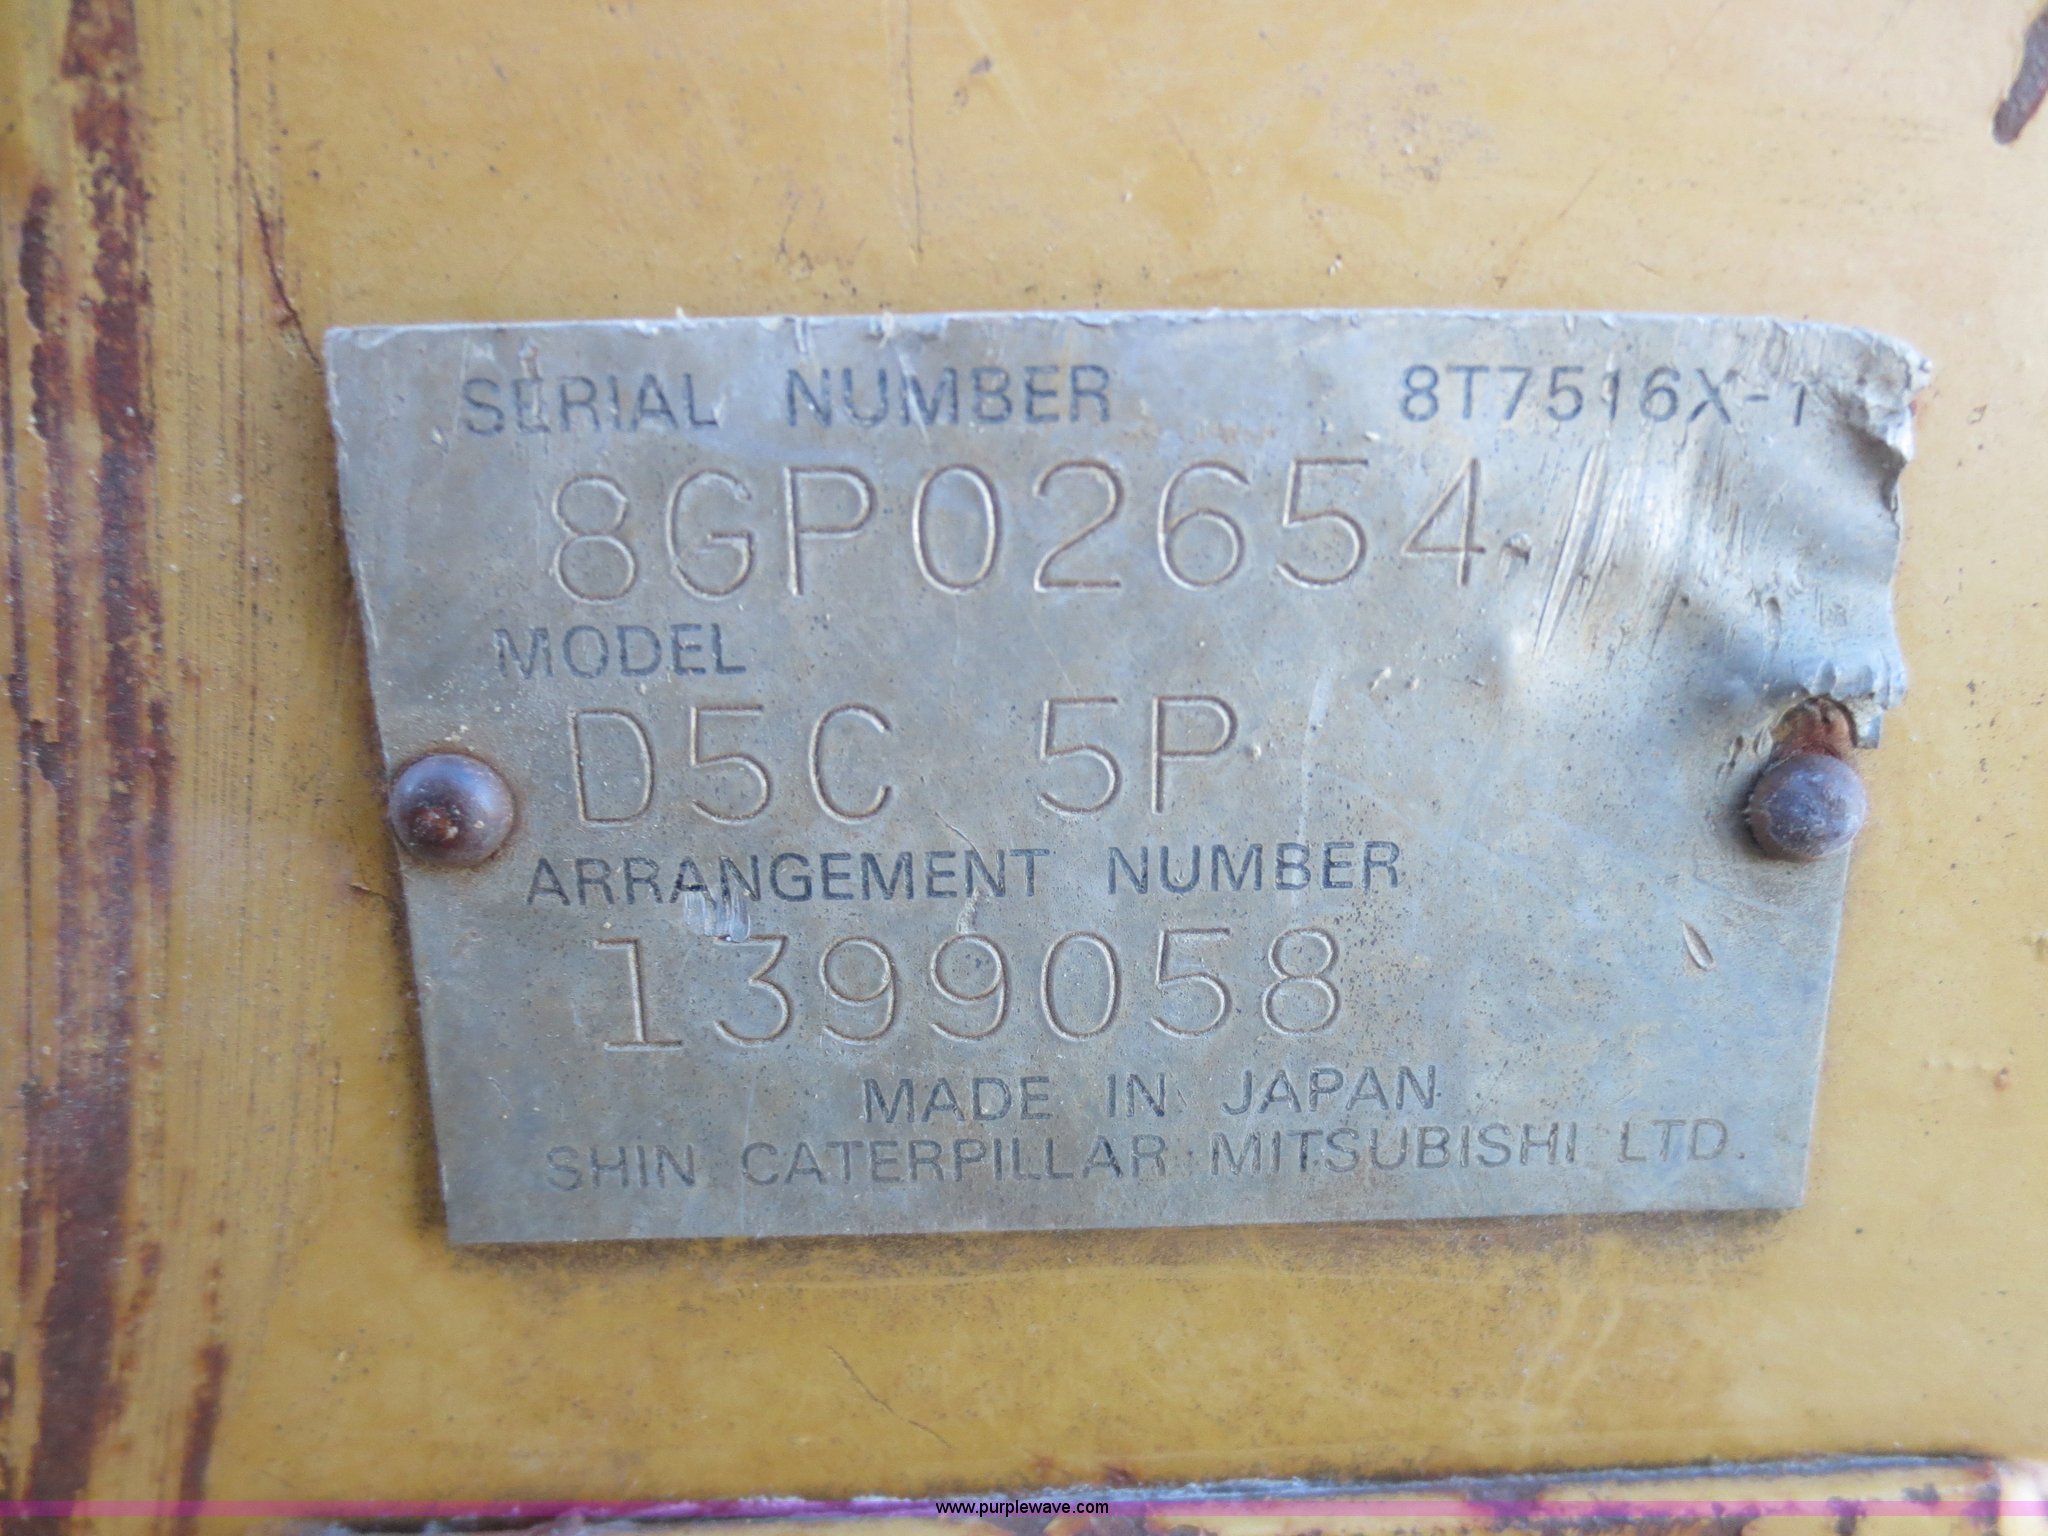 SERIAL NUMBER 8T7516X-1
8GP02654
MODEL
D5C 5P
ARRANGEMENT NUMBER
1399058
MADE IN JAPAN
SHIN CATERPILLAR MITSUBISHI LTD.
www.purplewave.com